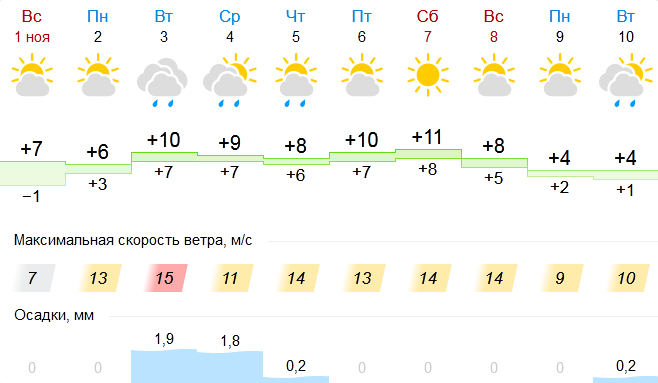 Вс Пн Вт Ср Чт Пт Сб Вс Пн Вт
1 ноя 2 3 4 5 6 7 8 9 10
+7 +6 +10 +9 +8 +10 +11 +8 +4 +4
−1 +3 +7 +7 +6 +7 +8 +5 +2 +1
Максимальная скорость ветра, м/с
7 13 15 11 14 13 14 14 9 10
Осадки, мм
0 0 1,9 1,8 0,2 0 0 0 0 0,2